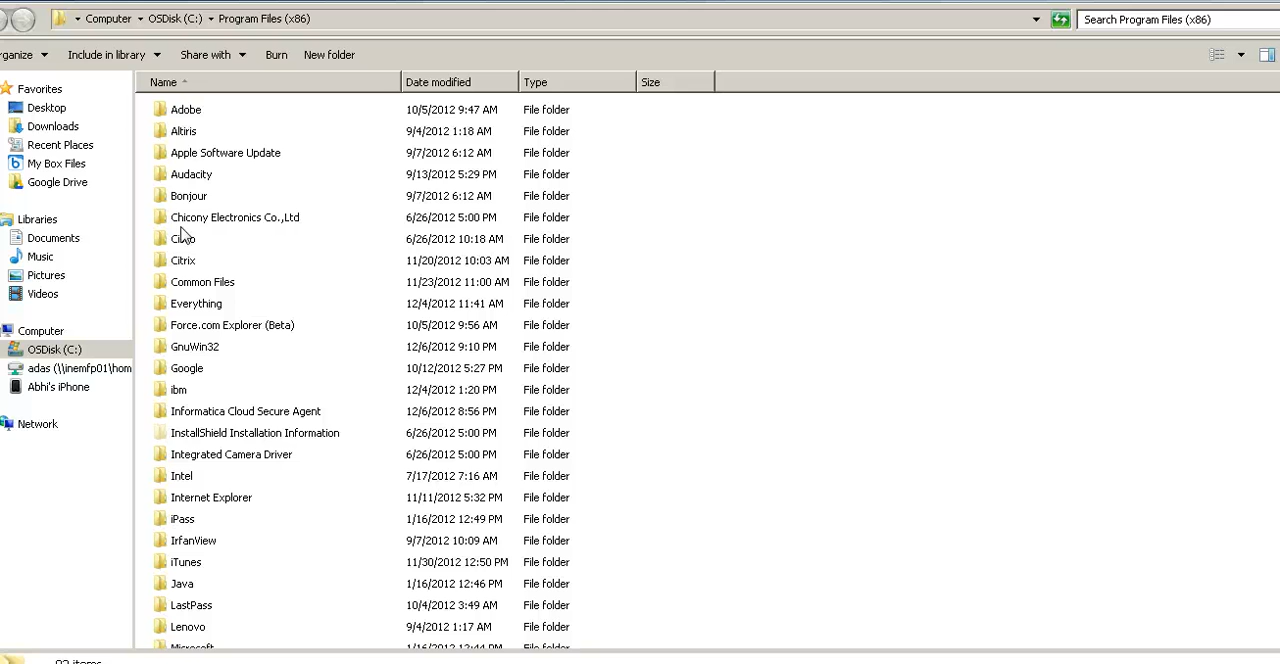 Computer OSDisk (C:) Program Files (x86) Search Program Files (x86)
rganize Include in library Share with Burn New folder
Favorites
Desktop
Downloads
Recent Places
My Box Files
Google Drive
Libraries
Documents
Music
Pictures
Videos
Computer
OSDisk (C:)
adas (\\inemfp01\hom
Abhi's iPhone
Network
Name Date modified Type Size
Adobe 10/5/2012 9:47 AM File folder
Altiris 9/4/2012 1:18 AM File folder
Apple Software Update 9/7/2012 6:12 AM File folder
Audacity 9/13/2012 5:29 PM File folder
Bonjour 9/7/2012 6:12 AM File folder
Chicony Electronics Co.,Ltd 6/26/2012 5:00 PM File folder
6/26/2012 10:18 AM File folder
Citrix 11/20/2012 10:03 AM File folder
Common Files 11/23/2012 11:00 AM File folder
Everything 12/4/2012 11:41 AM File folder
Force.com Explorer (Beta) 10/5/2012 9:56 AM File folder
GnuWin32 12/6/2012 9:10 PM File folder
Google 10/12/2012 5:27 PM File folder
ibm 12/4/2012 1:20 PM File folder
Informatica Cloud Secure Agent 12/6/2012 8:56 PM File folder
InstallShield Installation Information 6/26/2012 5:00 PM File folder
Integrated Camera Driver 6/26/2012 5:00 PM File folder
Intel 7/17/2012 7:16 AM File folder
Internet Explorer 11/11/2012 5:32 PM File folder
iPass 1/16/2012 12:49 PM File folder
IrfanView 9/7/2012 10:09 AM File folder
iTunes 11/30/2012 12:50 PM File folder
Java 1/16/2012 12:46 PM File folder
LastPass 10/4/2012 3:49 AM File folder
Lenovo 9/4/2012 1:17 AM File folder
Microsoft 1/16/2012 12:44 PM File folder
items